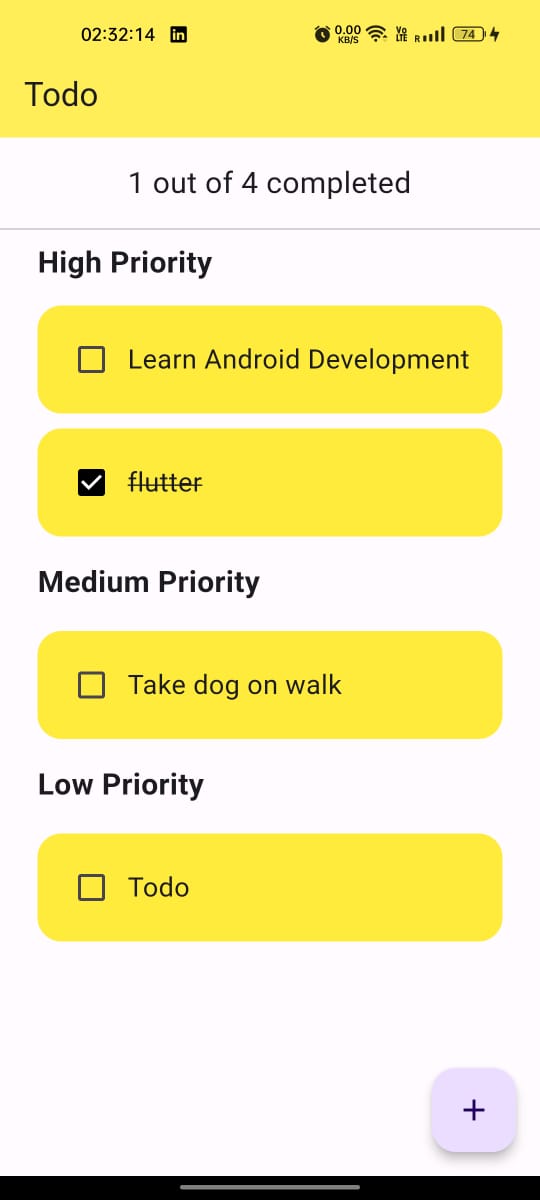 02:32:14 in 0.00 KB/S Vo LTE R 74
Todo
1 out of 4 completed
High Priority
Learn Android Development
flutter
Medium Priority
Take dog on walk
Low Priority
Todo
+